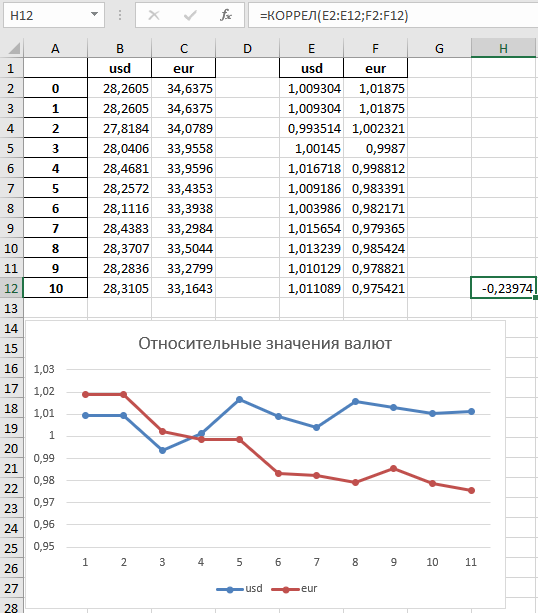 H12 =КОРРЕЛ(E2:E12;F2:F12)
A B C D E F G H
1 usd eur usd eur
2 0 28,2605 34,6375 1,009304 1,01875
3 1 28,2605 34,6375 1,009304 1,01875
4 2 27,8184 34,0789 0,993514 1,002321
5 3 28,0406 33,9558 1,00145 0,9987
6 4 28,4681 33,9596 1,016718 0,998812
7 5 28,2572 33,4353 1,009186 0,983391
8 6 28,1116 33,3938 1,003986 0,982171
9 7 28,4383 33,2984 1,015654 0,979365
10 8 28,3707 33,5044 1,013239 0,985424
11 9 28,2836 33,2799 1,010129 0,978821
12 10 28,3105 33,1643 1,011089 0,975421 -0,23974
13
14
15
16
17
18
19
20
21
22
23
24
25
26
27
28
Относительные значения валют
1,03
1,02
1,01
1
0,99
0,98
0,97
0,96
0,95
1 2 3 4 5 6 7 8 9 10 11
usd eur